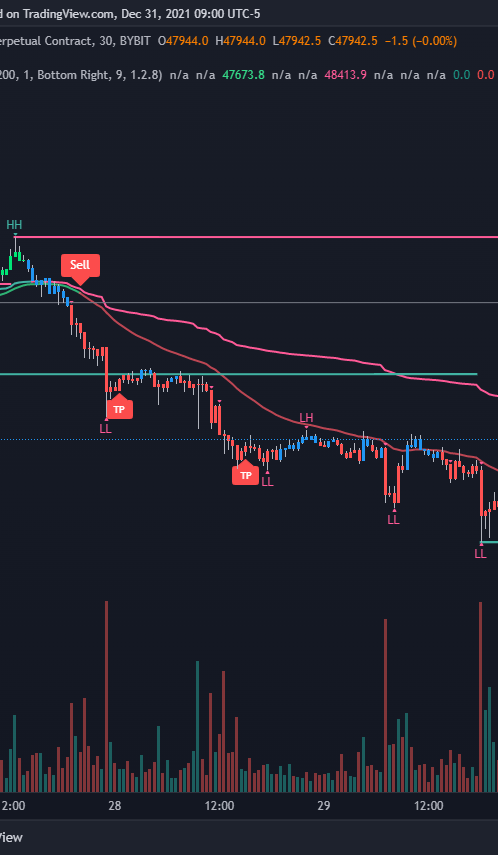 d on TradingView.com, Dec 31, 2021 09:00 UTC-5
erpetual Contract, 30, BYBIT O47944.0 H47944.0 L47942.5 C47942.5 −1.5 (−0.00%)
200, 1, Bottom Right, 9, 1.2.8) n/a n/a 47673.8 n/a n/a n/a 48413.9 n/a n/a n/a 0.0 0.0
HH
Sell
TP
LL
LH
TP
LL
LL
LL
2:00 28 12:00 29 12:00
View